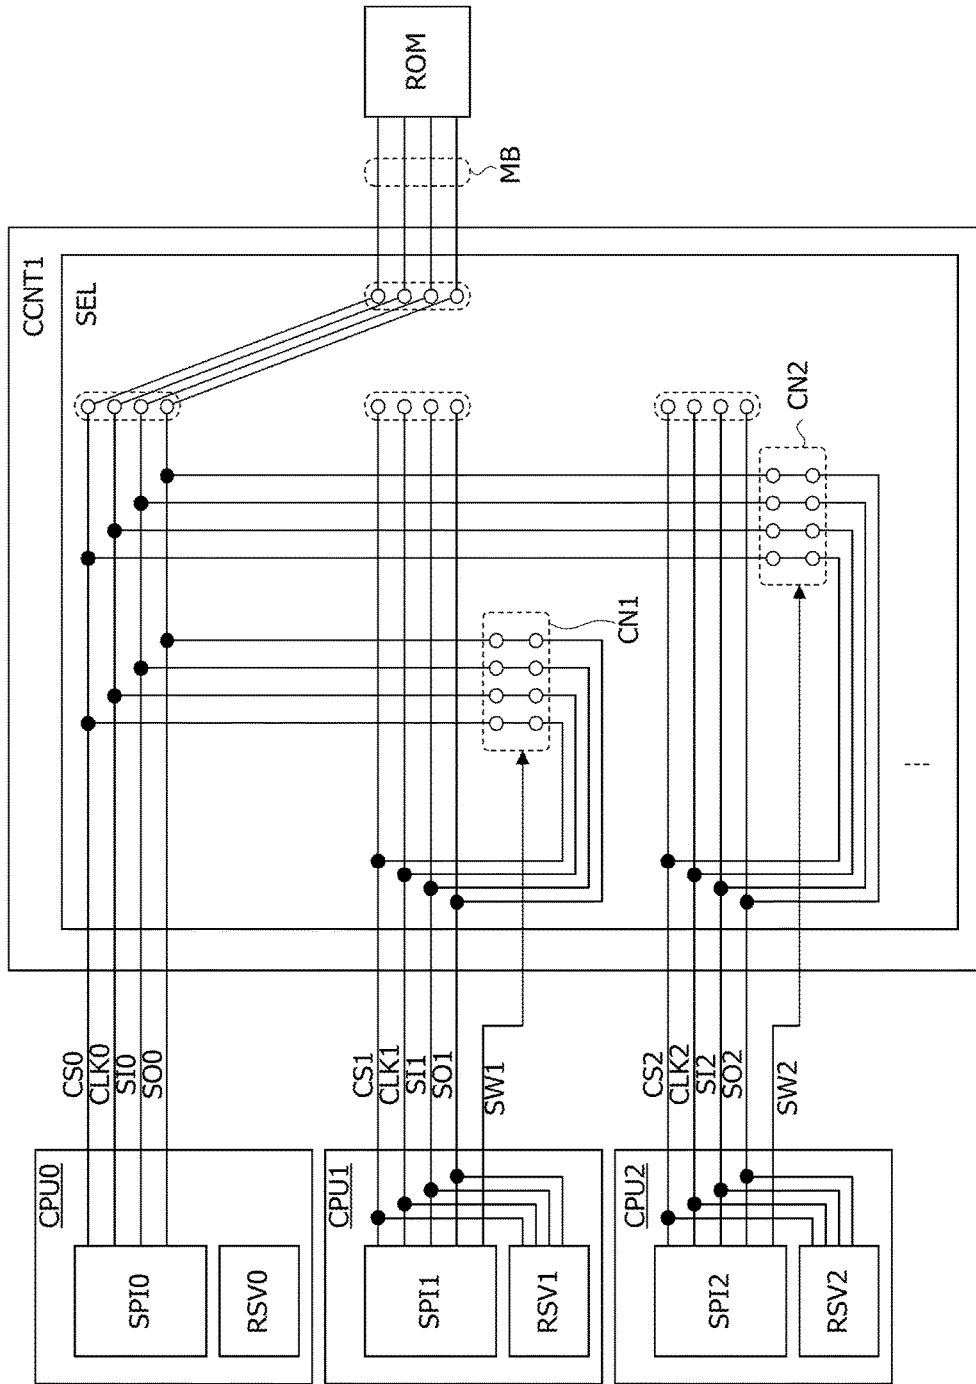 CPU0
SPI0
RSV0
CS0
CLK0
SI0
SO0
CPU1
SPI1
RSV1
CS1
CLK1
SI1
SO1
SW1
CPU2
SPI2
RSV2
CS2
CLK2
SI2
SO2
SW2
CCNT1
SEL
CN1
CN2
MB
ROM